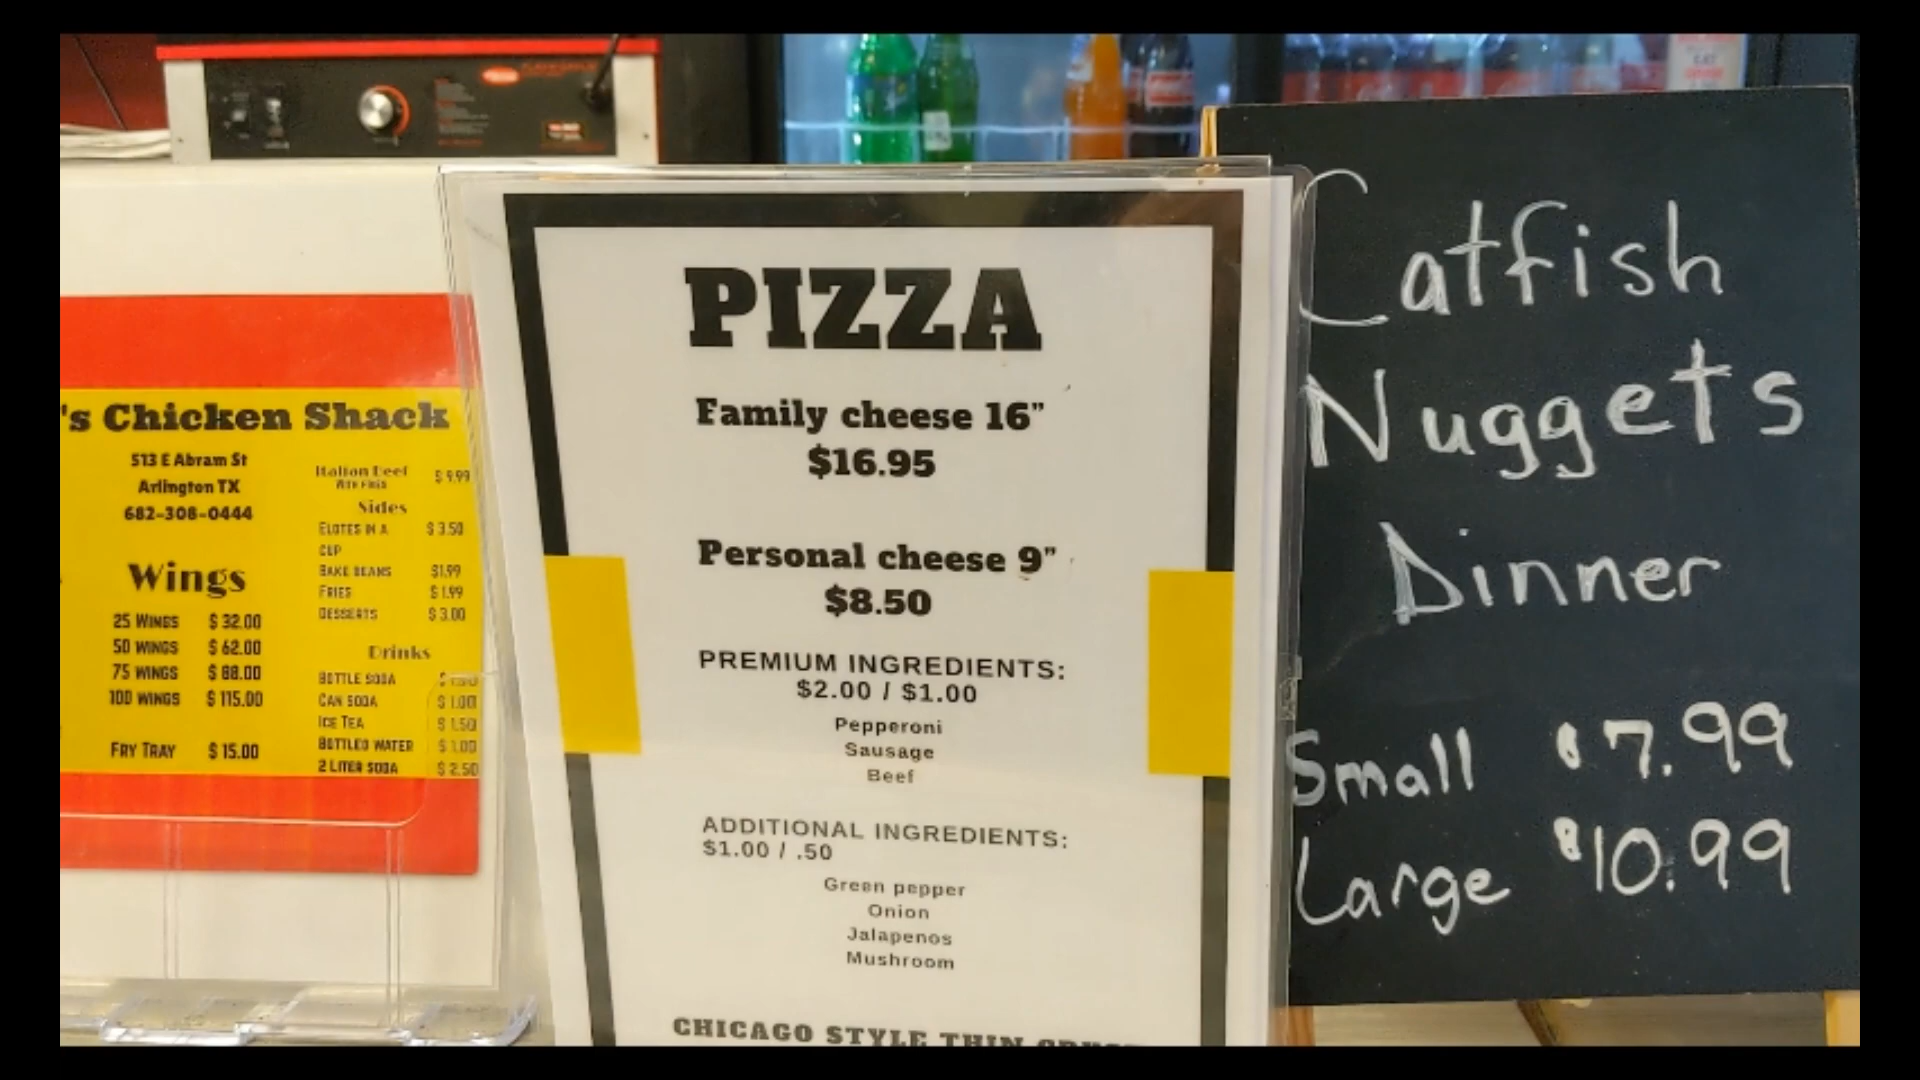 's Chicken Shack
513 E Abram St
Arlington TX
682-308-0444
Wings
25 WINGS $32.00
50 WINGS $62.00
75 WINGS $88.00
100 WINGS $115.00
FRY TRAY $15.00
Italian Beef $9.99
WITH FRIES
Sides
ELOTES IN A $3.50
CUP
BAKE BEANS $1.99
FRIES $1.99
DESSERTS $3.00
Drinks
BOTTLE SODA
CAN SODA $1.00
ICE TEA $1.50
BOTTLED WATER $1.00
2 LITER SODA $2.50
PIZZA
Family cheese 16"
$16.95
Personal cheese 9"
$8.50
PREMIUM INGREDIENTS:
$2.00 / $1.00
Pepperoni
Sausage
Beef
ADDITIONAL INGREDIENTS:
$1.00 / .50
Green pepper
Onion
Jalapenos
Mushroom
CHICAGO STYLE THIN
Catfish
Nuggets
Dinner
Small $7.99
Large $10.99